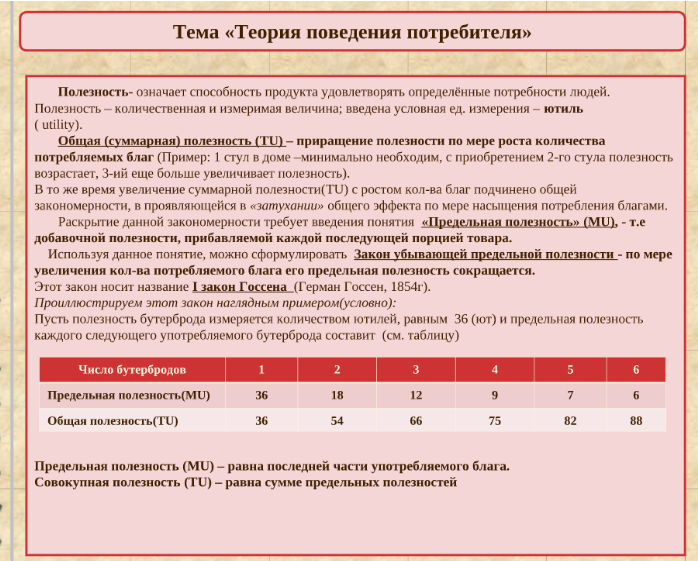 Тема «Теория поведения потребителя»
Полезность- означает способность продукта удовлетворять определённые потребности людей.
Полезность – количественная и измеримая величина; введена условная ед. измерения – ютиль
( utility).
Общая (суммарная) полезность (TU) – приращение полезности по мере роста количества
потребляемых благ (Пример: 1 стул в доме –минимально необходим, с приобретением 2-го стула полезность
возрастает, 3-ий еще больше увеличивает полезность).
В то же время увеличение суммарной полезности(TU) с ростом кол-ва благ подчинено общей
закономерности, в проявляющейся в «затухании» общего эффекта по мере насыщения потребления благами.
Раскрытие данной закономерности требует введения понятия «Предельная полезность» (MU), - т.е
добавочной полезности, прибавляемой каждой последующей порцией товара.
Используя данное понятие, можно сформулировать Закон убывающей предельной полезности - по мере
увеличения кол-ва потребляемого блага его предельная полезность сокращается.
Этот закон носит название I закон Госсена (Герман Госсен, 1854г).
Проиллюстрируем этот закон наглядным примером(условно):
Пусть полезность бутерброда измеряется количеством ютилей, равным 36 (ют) и предельная полезность
каждого следующего употребляемого бутерброда составит (см. таблицу)
Число бутербродов 1 2 3 4 5 6
Предельная полезность(MU) 36 18 12 9 7 6
Общая полезность(TU) 36 54 66 75 82 88
Предельная полезность (MU) – равна последней части употребляемого блага.
Совокупная полезность (TU) – равна сумме предельных полезностей